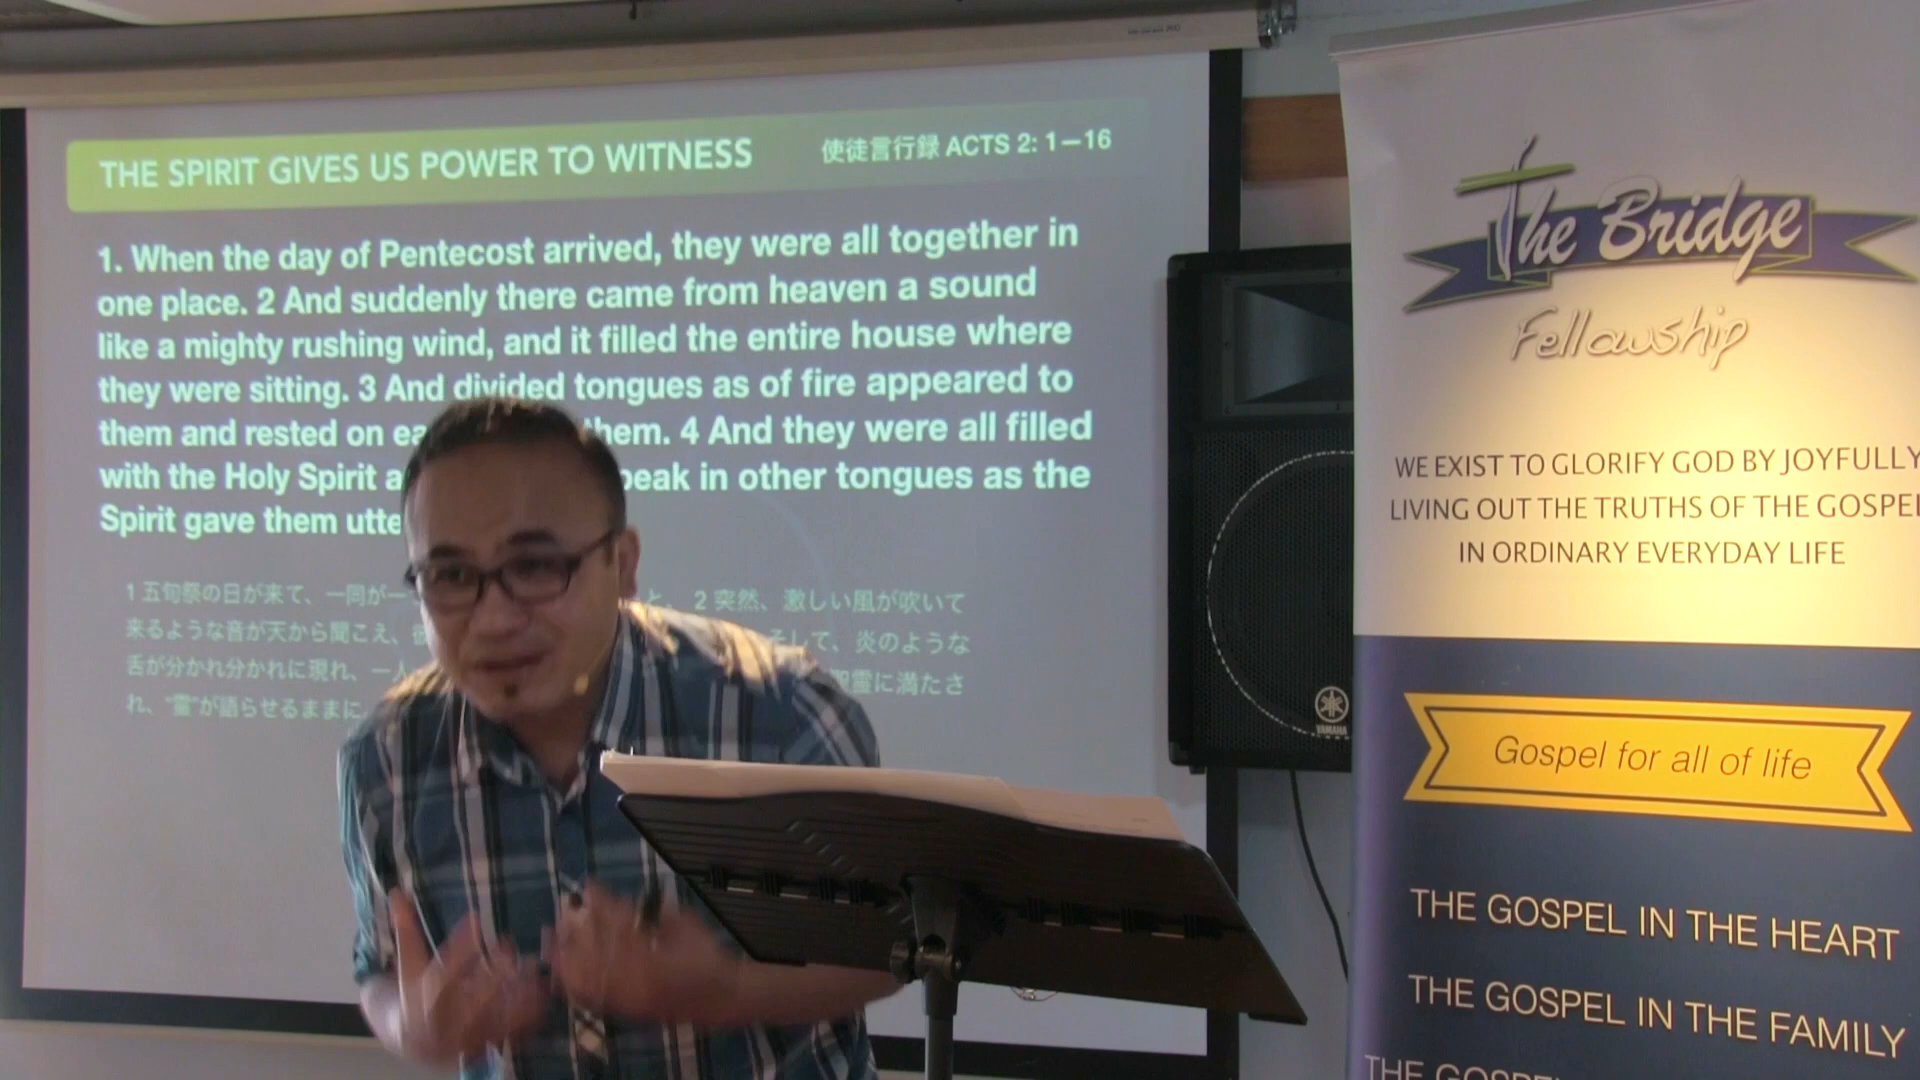 THE SPIRIT GIVES US POWER TO WITNESS
使徒言行録 ACTS 2: 1–16
1. When the day of Pentecost arrived, they were all together in
one place. 2 And suddenly there came from heaven a sound
like a mighty rushing wind, and it filled the entire house where
they were sitting. 3 And divided tongues as of fire appeared to
them and rested on ea them. 4 And they were all filled
with the Holy Spirit a peak in other tongues as the
Spirit gave them utte
1 五旬祭の日が来て、一同が一 と、 2 突然、激しい風が吹いて
来るような音が天から聞こえ、 そして、炎のような
舌が分かれ分かれに現れ、一人 聖霊に満たさ
れ、“霊”が語らせるままに
YAMAHA
The Bridge
Fellowship
WE EXIST TO GLORIFY GOD BY JOYFULLY
LIVING OUT THE TRUTHS OF THE GOSPEL
IN ORDINARY EVERYDAY LIFE
Gospel for all of life
THE GOSPEL IN THE HEART
THE GOSPEL IN THE FAMILY
THE GOSPEL